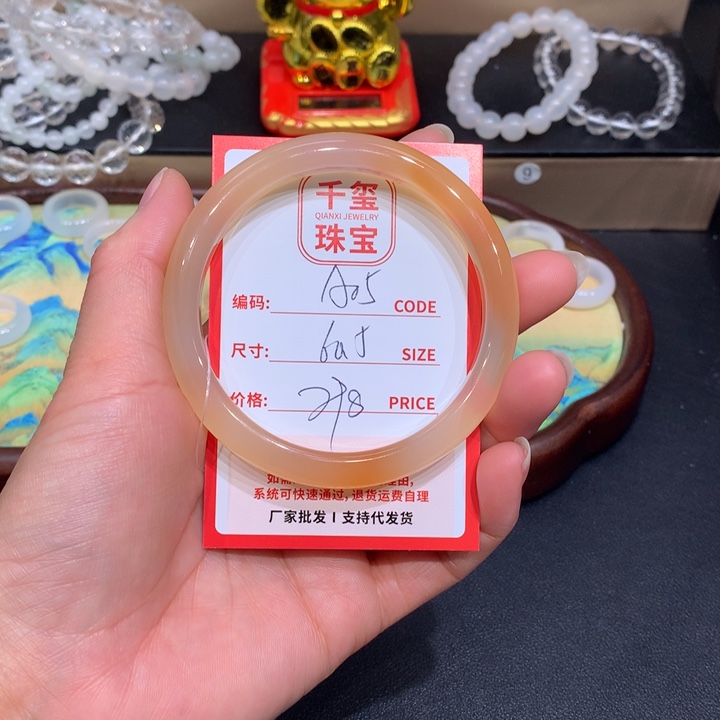 千玺
QIANXI JEWELRY
珠宝
编码: A05 CODE
尺寸: 60.5 SIZE
价格: 298 PRICE
系统可快速通过,退货运费自理
厂家批发 I 支持代发货
9